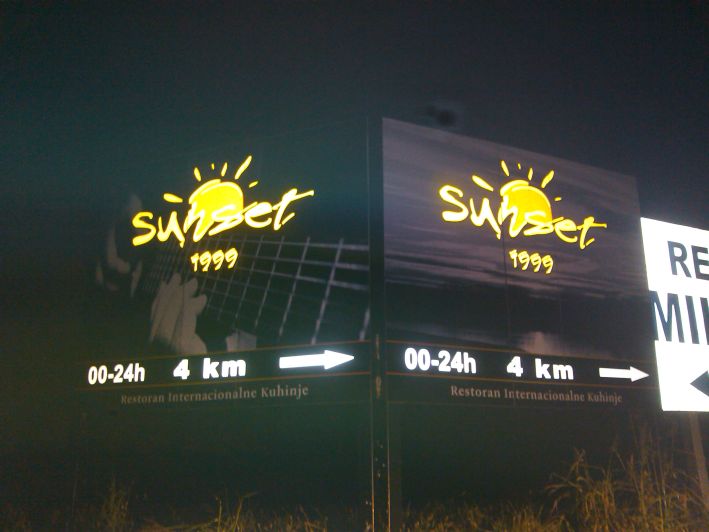 sunset
1999
00-24h 4 km
Restoran Internacionalne Kuhinje
sunset
1999
00-24h 4 km
Restoran Internacionalne Kuhinje